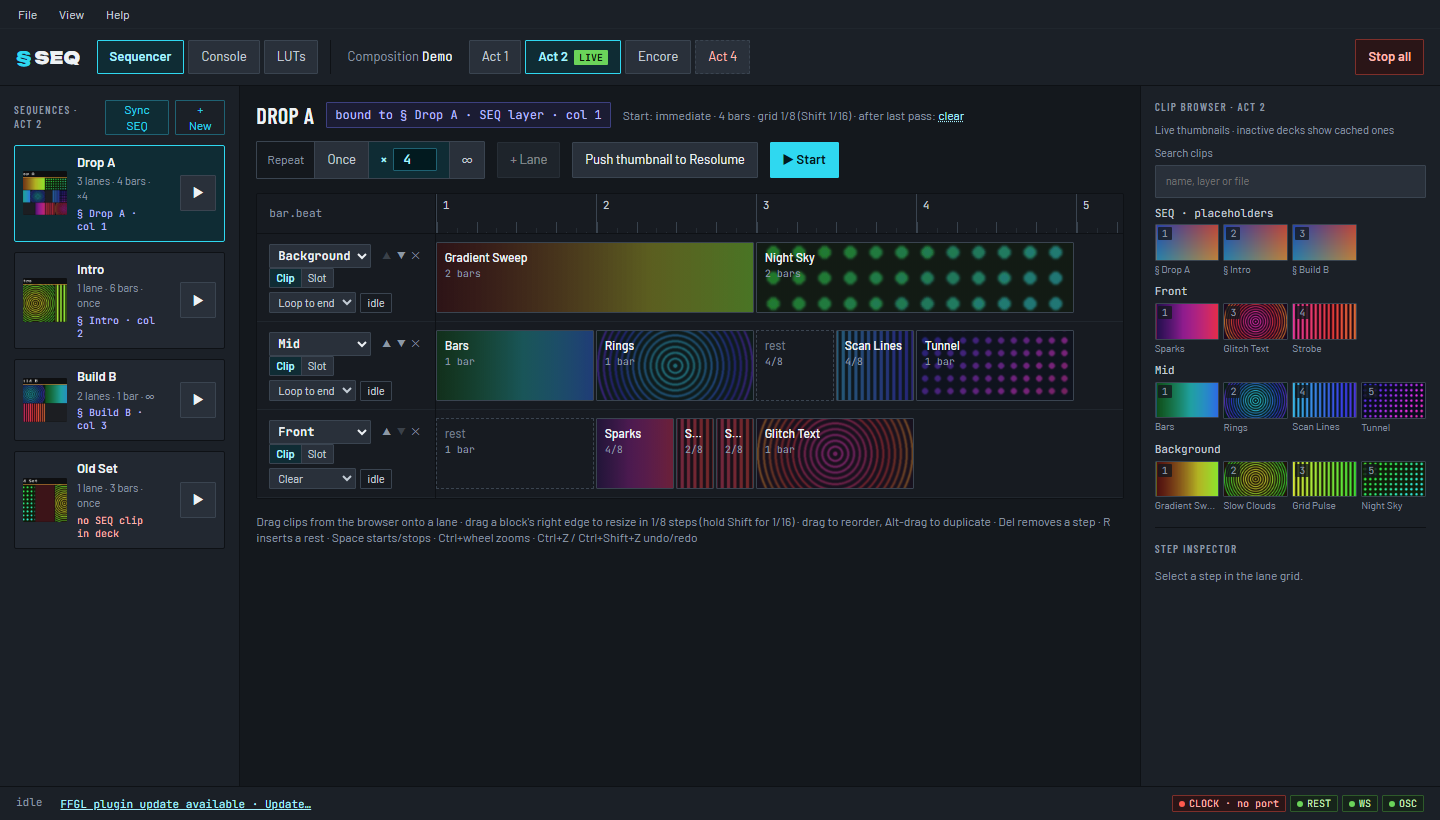 File View Help
§ SEQ Sequencer Console LUTs Composition Demo Act 1 Act 2 LIVE Encore Act 4 Stop all
SEQUENCES · ACT 2
Sync SEQ
+ New
Drop A
3 lanes · 4 bars · ×4
§ Drop A · col 1
Intro
1 lane · 6 bars · once
§ Intro · col 2
Build B
2 lanes · 1 bar · ∞
§ Build B · col 3
Old Set
1 lane · 3 bars · once
no SEQ clip in deck
DROP A bound to § Drop A · SEQ layer · col 1 Start: immediate · 4 bars · grid 1/8 (Shift 1/16) · after last pass: clear
Repeat Once × 4 ∞ + Lane Push thumbnail to Resolume ▶ Start
bar.beat 1 2 3 4 5
Background ▲ ▼ ×
Clip Slot
Loop to end idle
Gradient Sweep
2 bars
Night Sky
2 bars
Mid ▲ ▼ ×
Clip Slot
Loop to end idle
Bars
1 bar
Rings
1 bar
rest
4/8
Scan Lines
4/8
Tunnel
1 bar
Front ▲ ▼ ×
Clip Slot
Clear idle
rest
1 bar
Sparks
4/8
S...
2/8
S...
2/8
Glitch Text
1 bar
Drag clips from the browser onto a lane · drag a block's right edge to resize in 1/8 steps (hold Shift for 1/16) · drag to reorder, Alt-drag to duplicate · Del removes a step · R
inserts a rest · Space starts/stops · Ctrl+wheel zooms · Ctrl+Z / Ctrl+Shift+Z undo/redo
CLIP BROWSER · ACT 2
Live thumbnails · inactive decks show cached ones
Search clips
name, layer or file
SEQ · placeholders
1 2 3
§ Drop A § Intro § Build B
Front
1 3 4
Sparks Glitch Text Strobe
Mid
1 2 4 5
Bars Rings Scan Lines Tunnel
Background
1 2 3 5
Gradient Sw... Slow Clouds Grid Pulse Night Sky
STEP INSPECTOR
Select a step in the lane grid.
idle FFGL plugin update available · Update… CLOCK · no port REST WS OSC